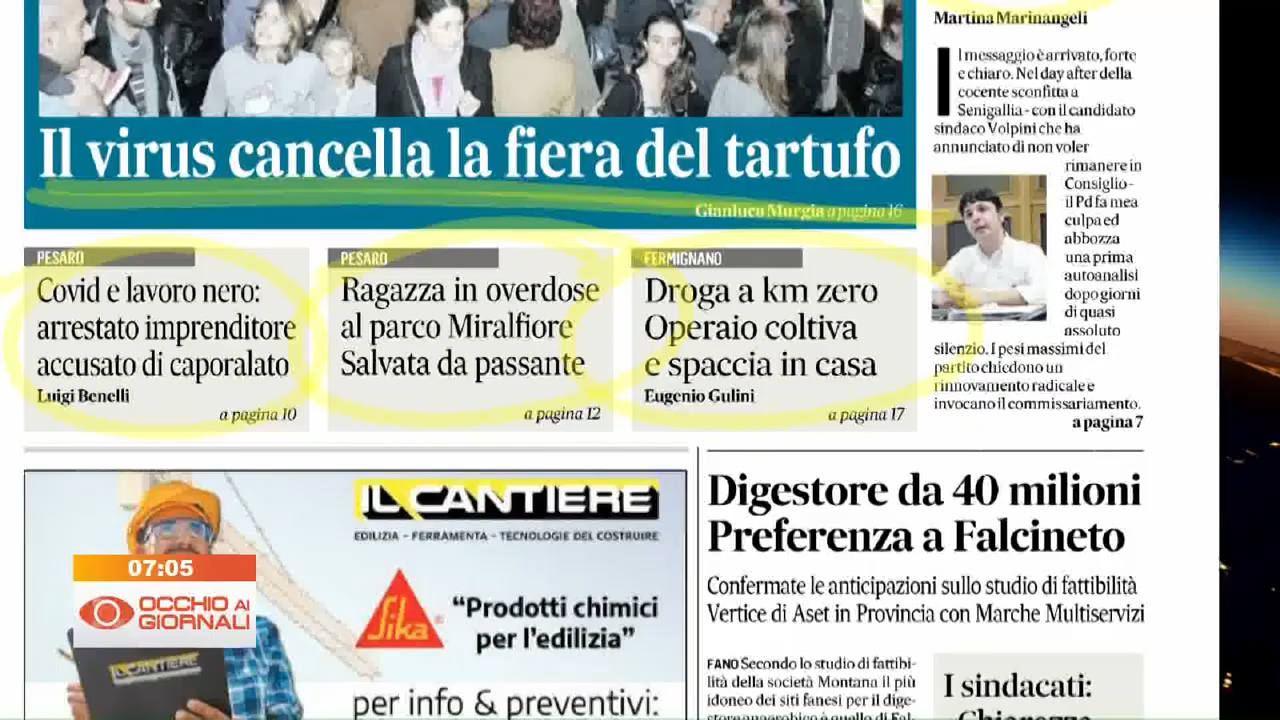 Il virus cancella la fiera del tartufo
Gianluca Murgia a pagina 16
PESARO
Covid e lavoro nero:
arrestato imprenditore
accusato di caporalato
Luigi Benelli
a pagina 10
PESARO
Ragazza in overdose
al parco Miralfiore
Salvata da passante
a pagina 12
FERMIGNANO
Droga a km zero
Operaio coltiva
e spaccia in casa
Eugenio Gulini
a pagina 17
Martina Marinangeli
Il messaggio è arrivato, forte
e chiaro. Nel day after della
cocente sconfitta a
Senigallia - con il candidato
sindaco Volpini che ha
annunciato di non voler
rimanere in
Consiglio -
il Pd fa mea
culpa ed
abbozza
una prima
autoanalisi
dopo giorni
di quasi
assoluto
silenzio. I pesi massimi del
partito chiedono un
rinnovamento radicale e
invocano il commissariamento.
a pagina 7
IL CANTIERE
EDILIZIA - FERRAMENTA - TECNOLOGIE DEL COSTRUIRE
Sika
"Prodotti chimici
per l'edilizia"
per info & preventivi:
IL CANTIERE
07:05
OCCHIO AI
GIORNALI
Digestore da 40 milioni
Preferenza a Falcineto
Confermate le anticipazioni sullo studio di fattibilità
Vertice di Aset in Provincia con Marche Multiservizi
FANO Secondo lo studio di fattibi-
lità della società Montana il più
idoneo dei siti fanesi per il dige-
store anaerobico è quello di Fal-
I sindacati:
Chiarezza